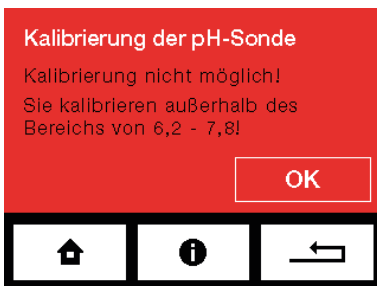 Kalibrierung der pH-Sonde
Kalibrierung nicht möglich!
Sie kalibrieren außerhalb des
Bereichs von 6,2 - 7,8!
OK